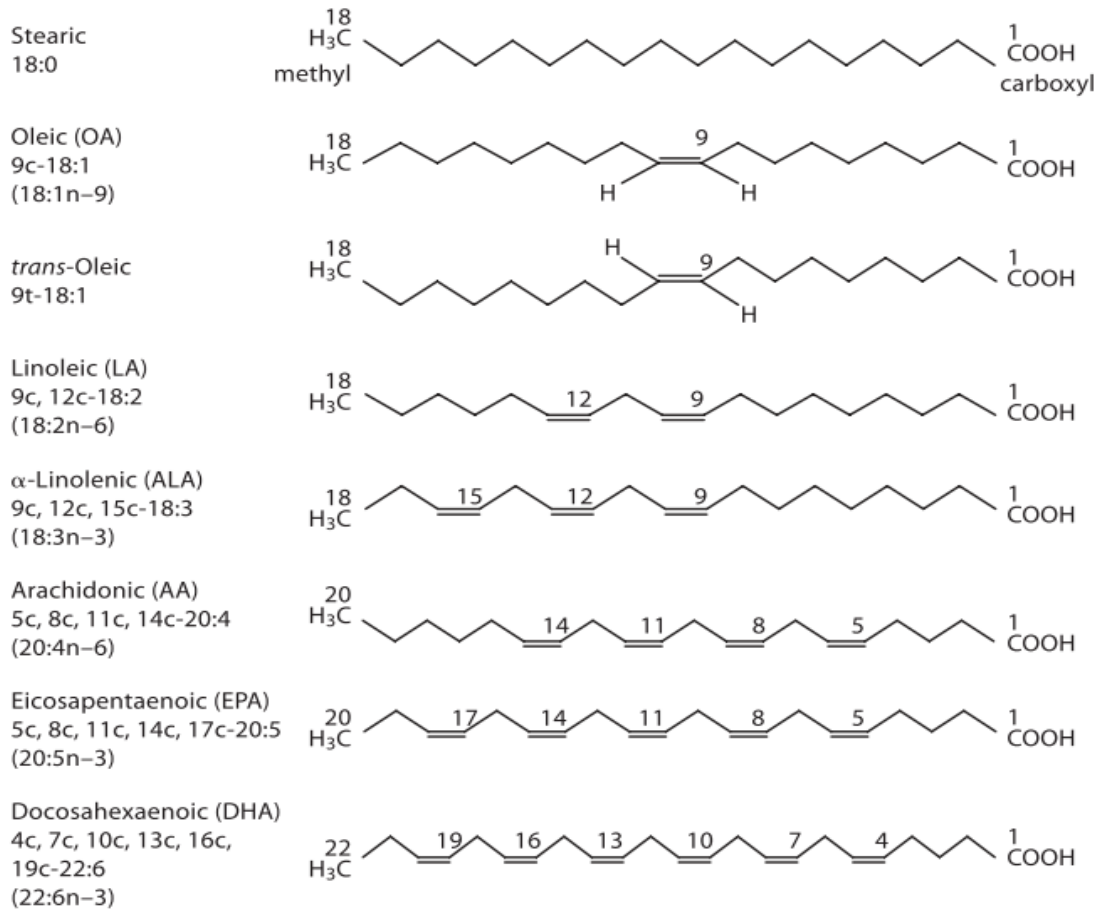 Stearic
18:0
18
H₃C
methyl
1
COOH
carboxyl
Oleic (OA)
9c-18:1
(18:1n–9)
18
H₃C
9
H
H
1
COOH
trans-Oleic
9t-18:1
18
H₃C
H
9
H
1
COOH
Linoleic (LA)
9c, 12c-18:2
(18:2n–6)
18
H₃C
12
9
1
COOH
α-Linolenic (ALA)
9c, 12c, 15c-18:3
(18:3n–3)
18
H₃C
15
12
9
1
COOH
Arachidonic (AA)
5c, 8c, 11c, 14c-20:4
(20:4n–6)
20
H₃C
14
11
8
5
1
COOH
Eicosapentaenoic (EPA)
5c, 8c, 11c, 14c, 17c-20:5
(20:5n–3)
20
H₃C
17
14
11
8
5
1
COOH
Docosahexaenoic (DHA)
4c, 7c, 10c, 13c, 16c,
19c-22:6
(22:6n–3)
22
H₃C
19
16
13
10
7
4
1
COOH